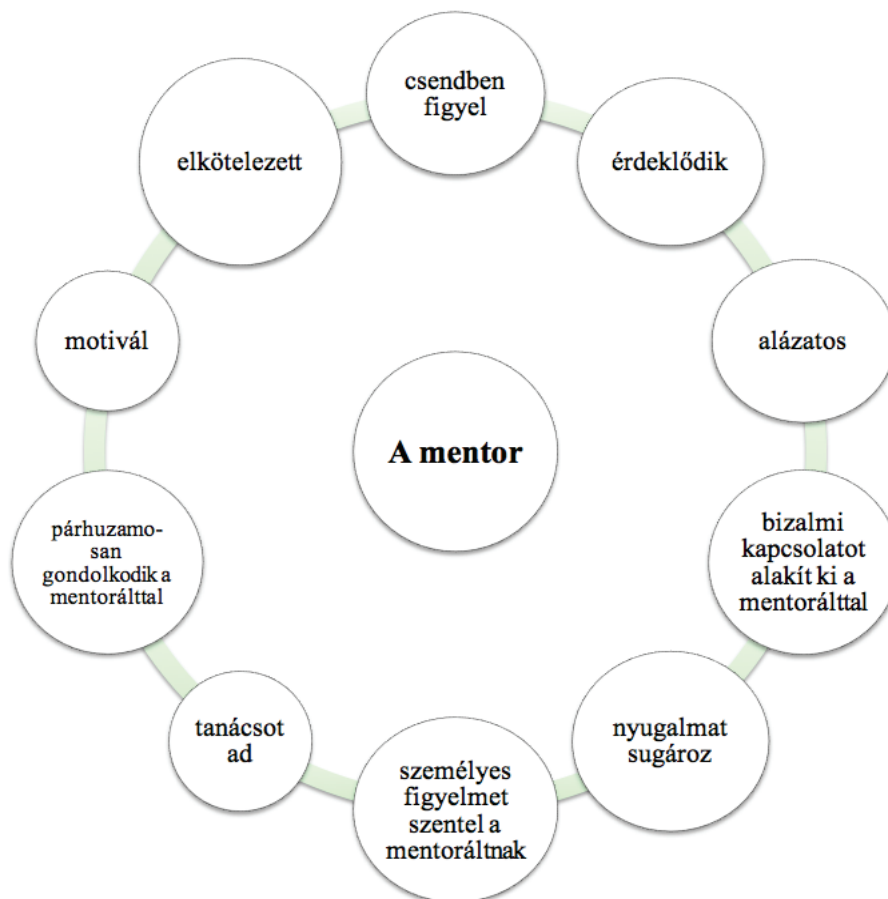 csendben
figyel
érdeklődik
alázatos
bizalmi
kapcsolatot
alakít ki a
mentorálttal
nyugalmat
sugároz
személyes
figyelmet
szentel a
mentoráltnak
tanácsot
ad
párhuzamo-
san
gondolkodik a
mentorálttal
motivál
elkötelezett
A mentor